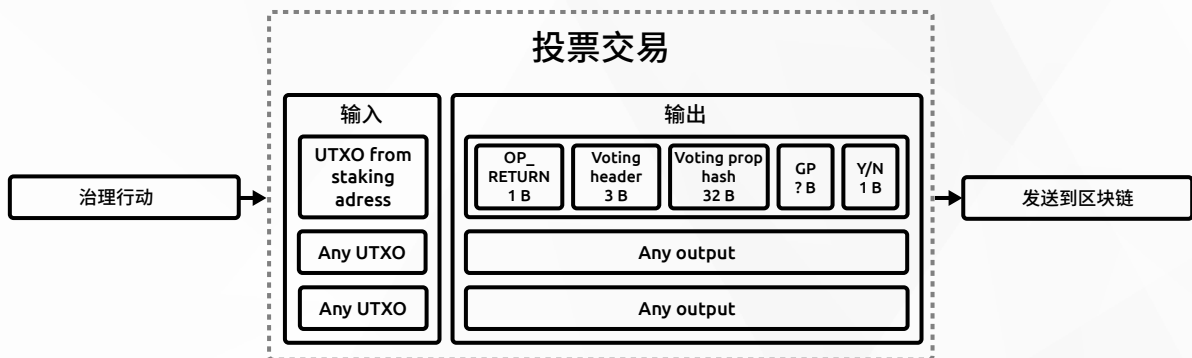 投票交易
治理行动
输入
UTXO from
staking
adress
Any UTXO
Any UTXO
输出
OP_
RETURN
1 B
Voting
header
3 B
Voting prop
hash
32 B
GP
? B
Y/N
1 B
Any output
Any output
发送到区块链